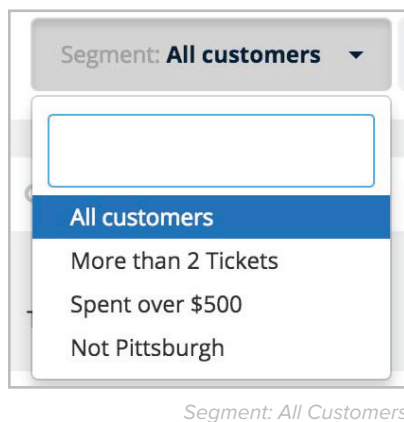 Segment: All customers
All customers
More than 2 Tickets
Spent over $500
Not Pittsburgh
Segment: All Customers